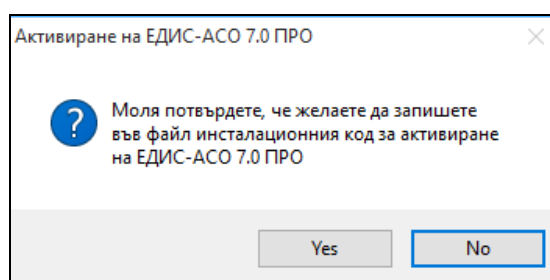 Активиране на ЕДИС-АСО 7.0 ПРО
Моля потвърдете, че желаете да запишете
във файл инсталационния код за активиране
на ЕДИС-АСО 7.0 ПРО
Yes
No